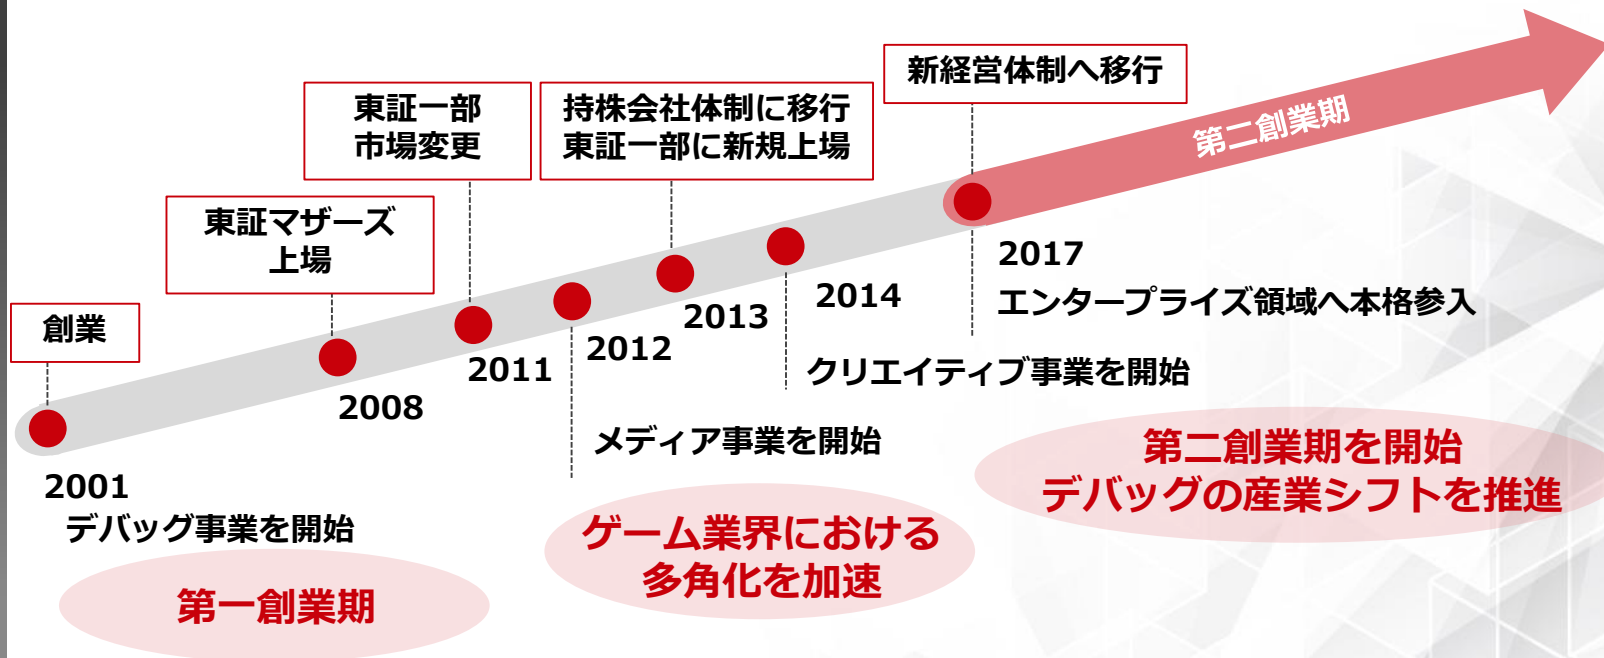 創業
2001
デバッグ事業を開始
第一創業期
東証マザーズ
上場
2008
東証一部
市場変更
2011
2012
メディア事業を開始
持株会社体制に移行
東証一部に新規上場
2013
2014
クリエイティブ事業を開始
ゲーム業界における
多角化を加速
新経営体制へ移行
2017
エンタープライズ領域へ本格参入
第二創業期
第二創業期を開始
デバッグの産業シフトを推進